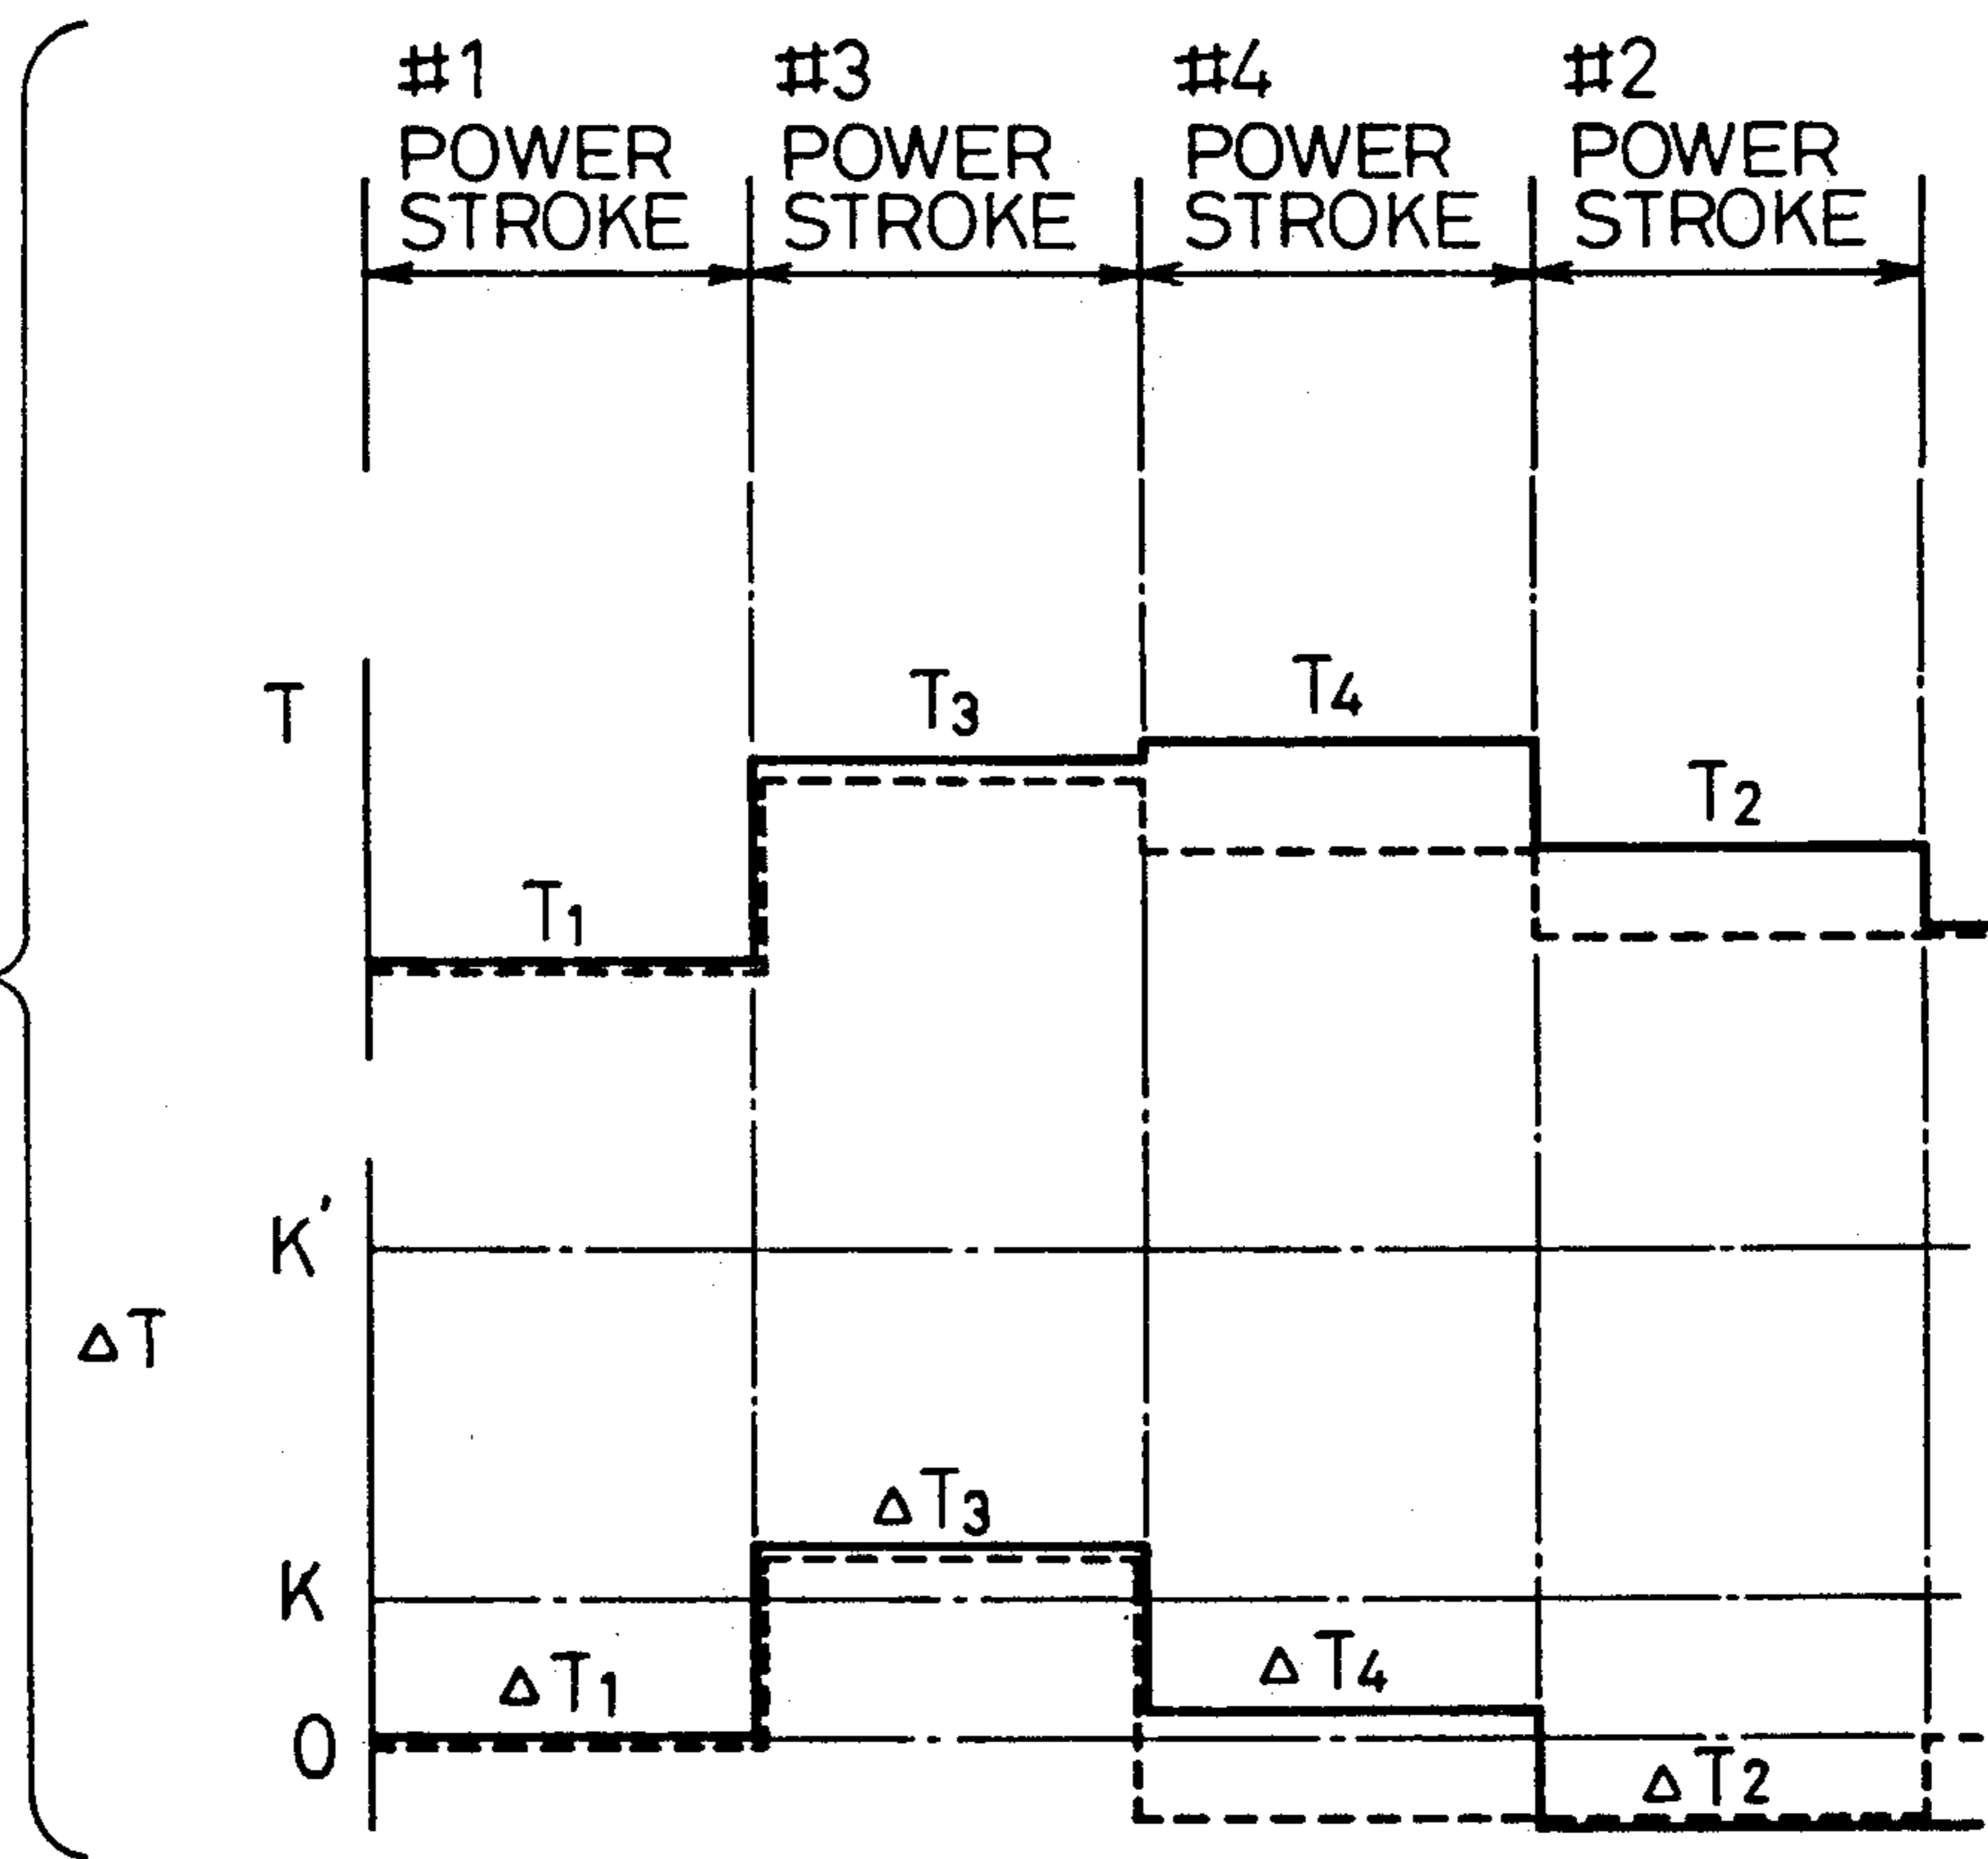 #1
POWER
STROKE
#3
POWER
STROKE
#4
POWER
STROKE
#2
POWER
STROKE
T
T1
T3
T4
T2
ΔT
K'
K
O
ΔT1
ΔT3
ΔT4
ΔT2